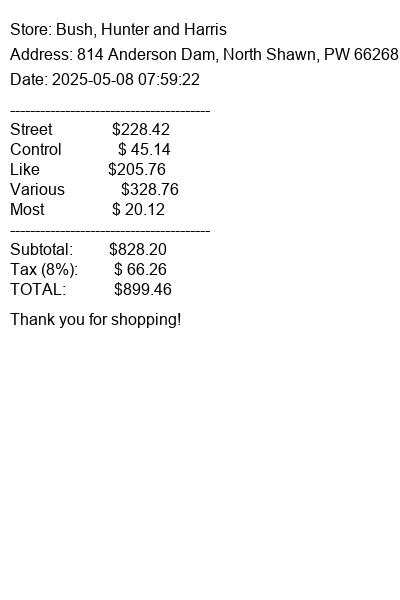 Store: Bush, Hunter and Harris
Address: 814 Anderson Dam, North Shawn, PW 66268
Date: 2025-05-08 07:59:22
----------------------------------------
Street $228.42
Control $ 45.14
Like $205.76
Various $328.76
Most $ 20.12
----------------------------------------
Subtotal: $828.20
Tax (8%): $ 66.26
TOTAL: $899.46
Thank you for shopping!